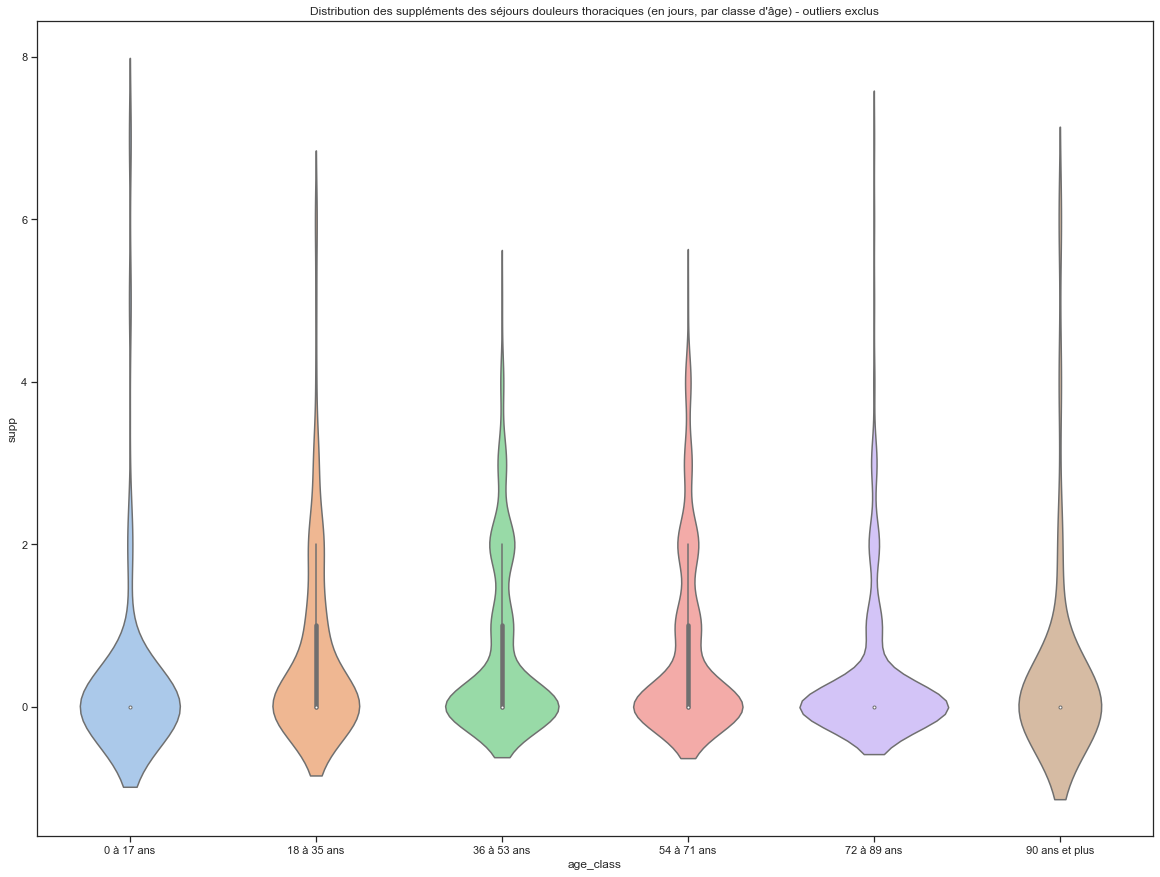 Distribution des suppléments des séjours douleurs thoraciques (en jours, par classe d'âge) - outliers exclus
8
6
4
2
0
supp
0 à 17 ans
18 à 35 ans
36 à 53 ans
54 à 71 ans
72 à 89 ans
90 ans et plus
age_class